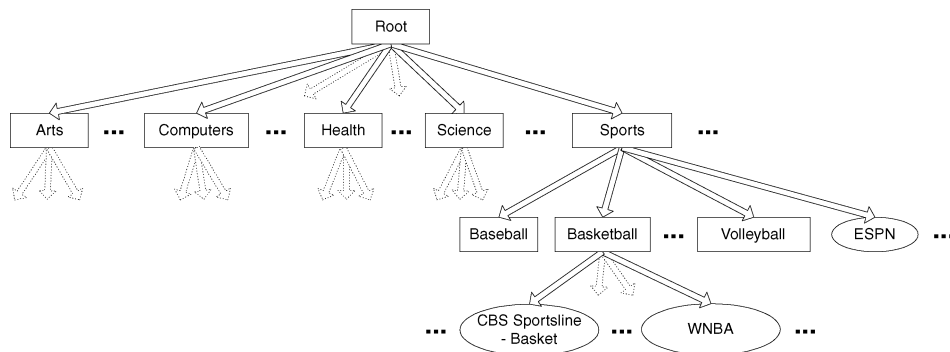 Root
Arts ... Computers ... Health ... Science ... Sports ...
Baseball Basketball ... Volleyball ESPN ...
... CBS Sportsline
- Basket ... WNBA ...